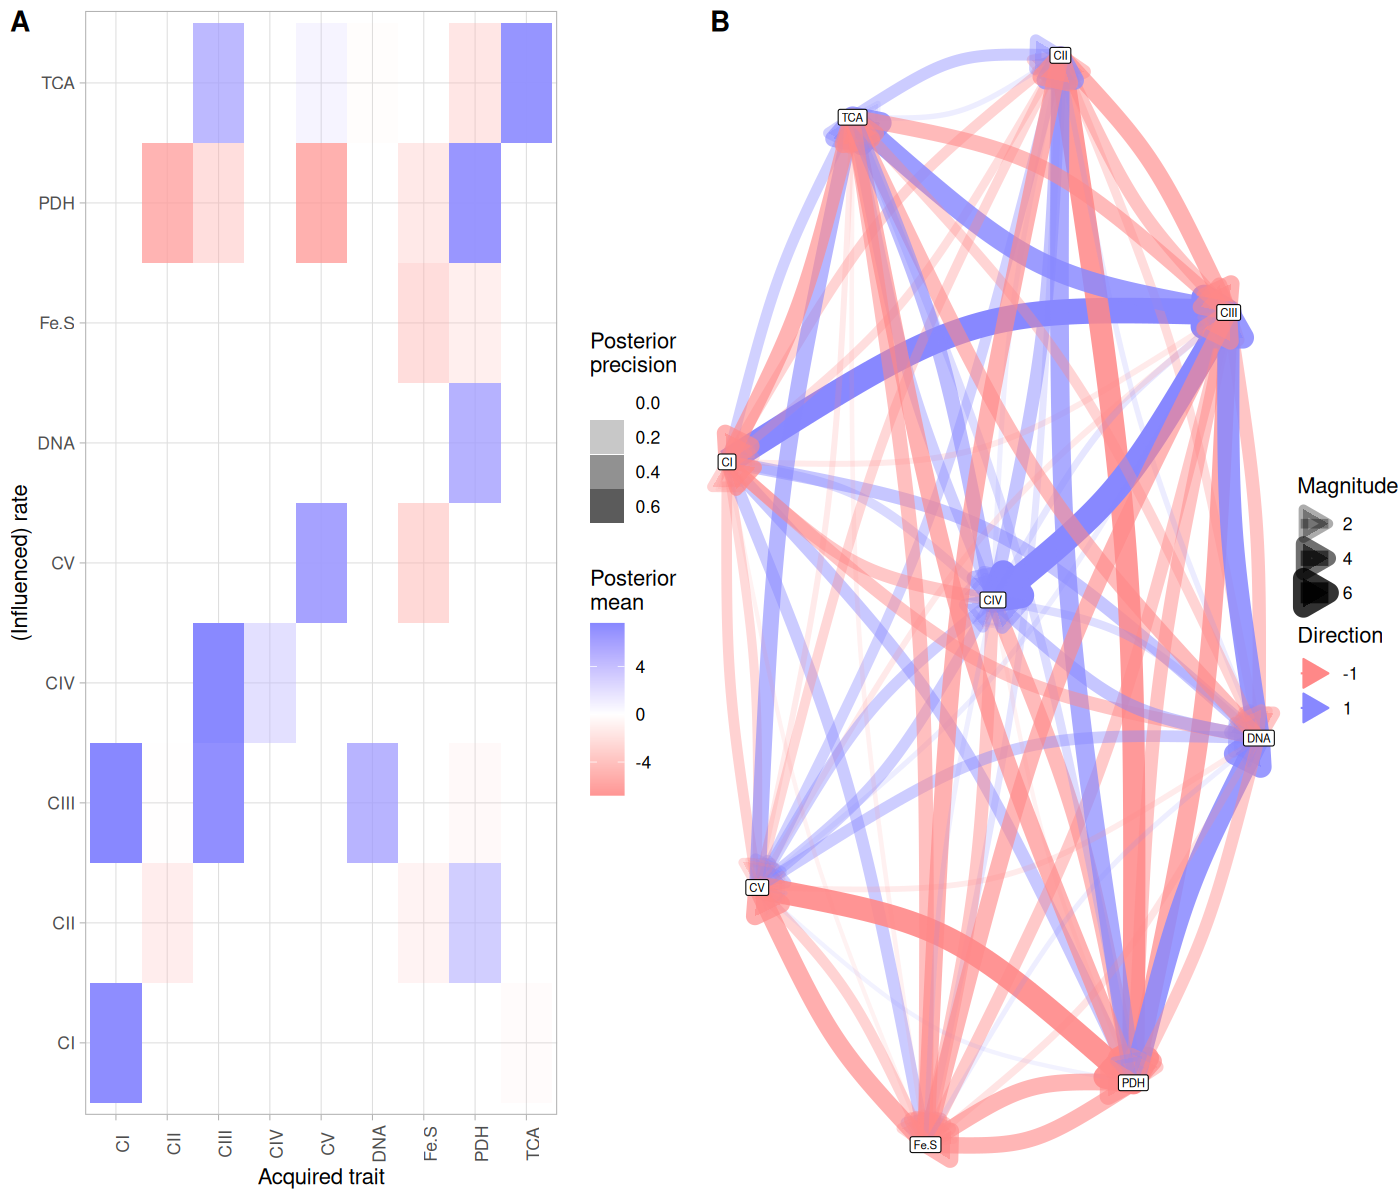 A
TCA
PDH
Fe.S
DNA
CV
CIV
CIII
CII
CI
(Influenced) rate
CI
CII
CIII
CIV
CV
DNA
Fe.S
PDH
TCA
Acquired trait
Posterior
precision
0.0
0.2
0.4
0.6
Posterior
mean
4
0
-4
B
CII
TCA
CIII
CI
CIV
DNA
CV
PDH
Fe.S
Magnitude
2
4
6
Direction
-1
1